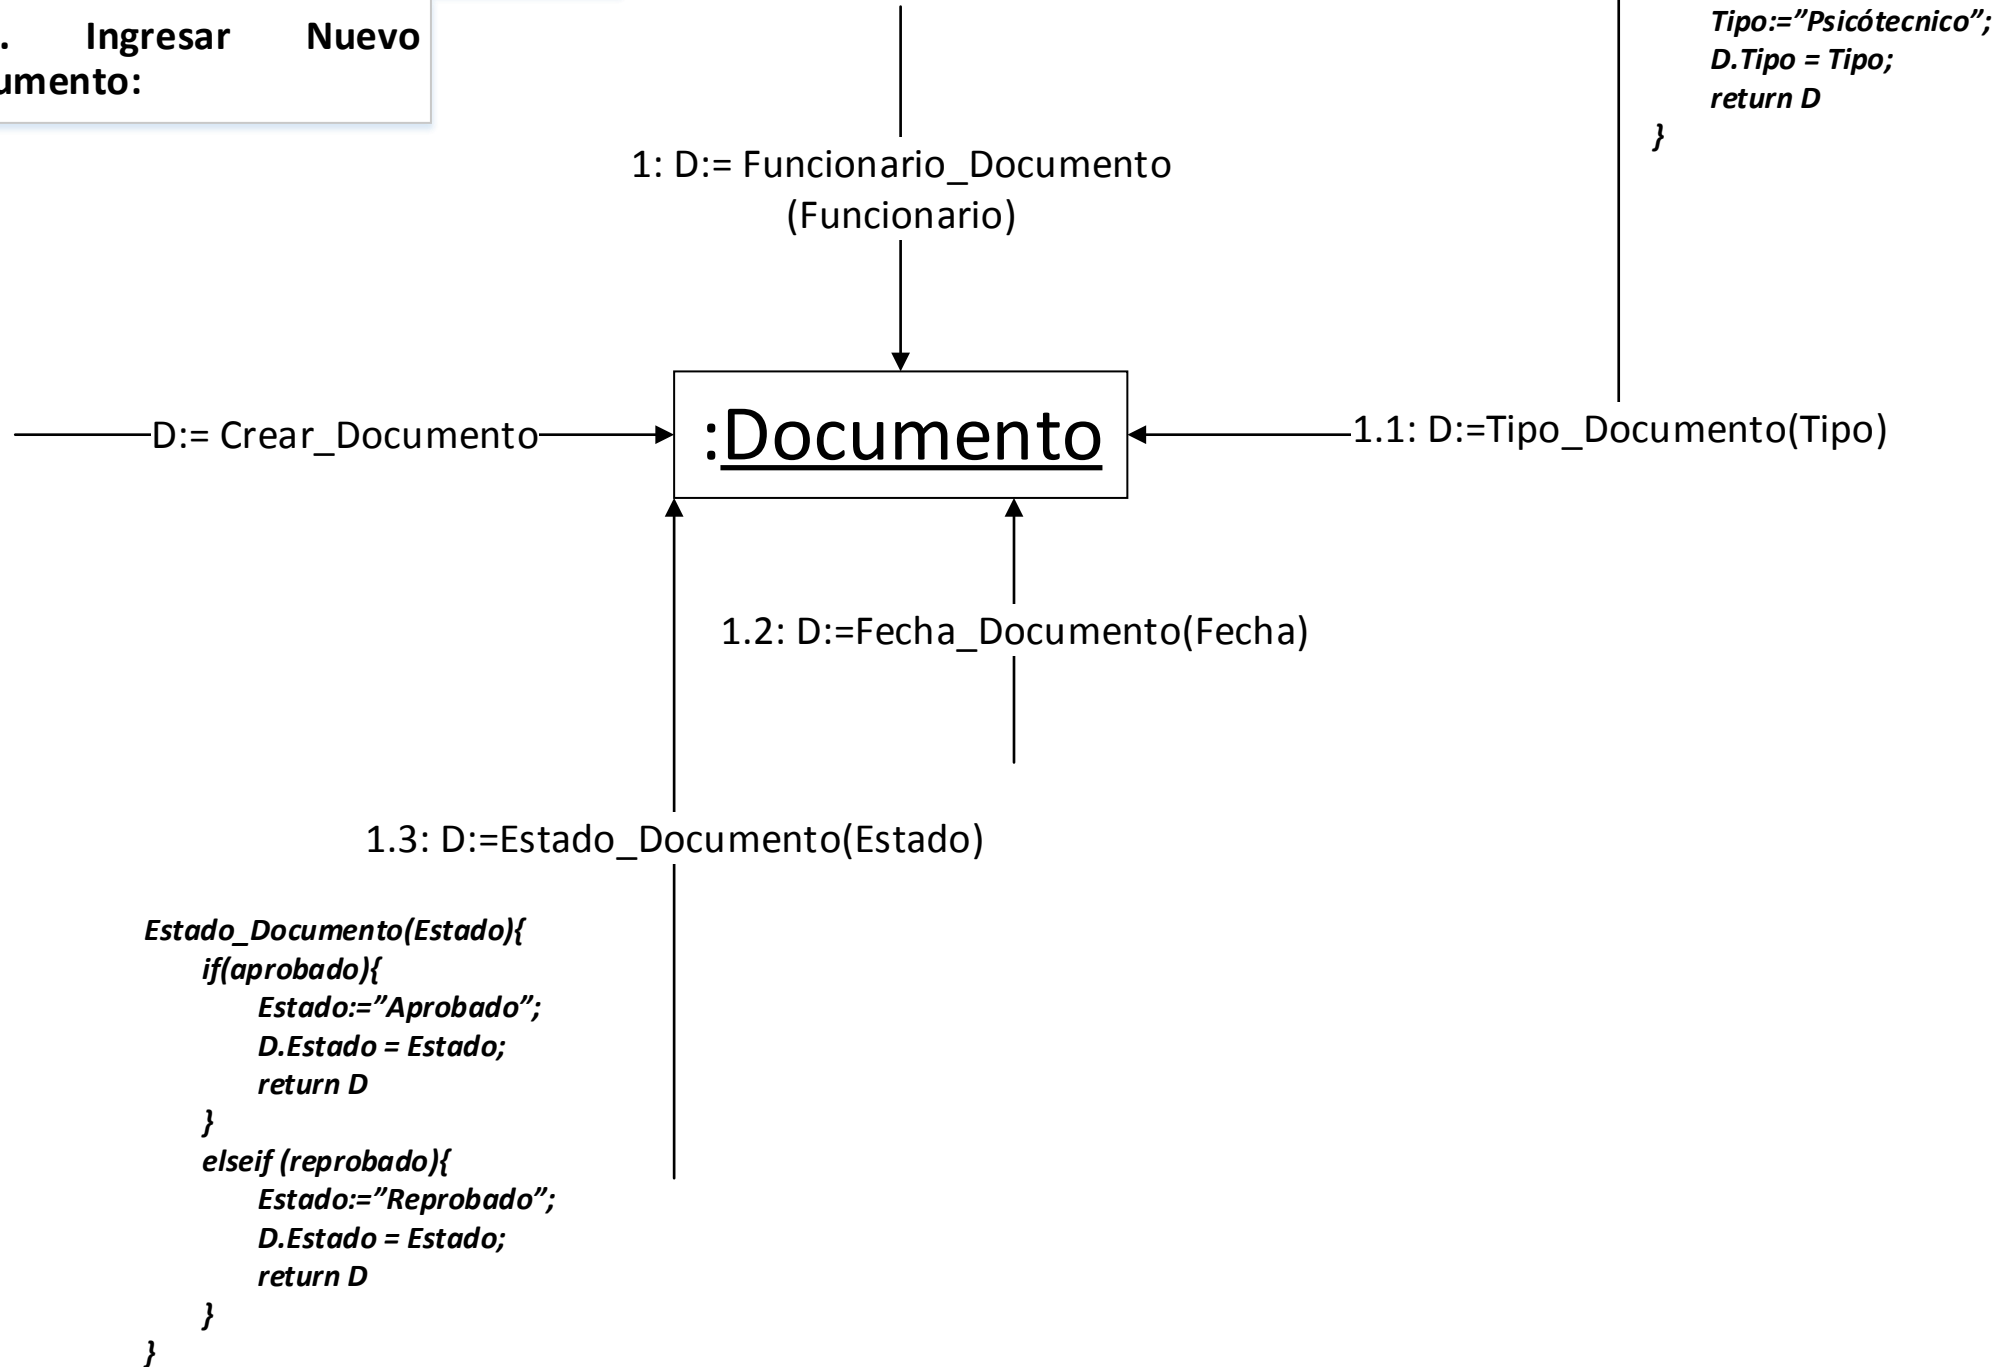 . Ingresar Nuevo
umento:
Tipo:=”Psicótecnico”;
D.Tipo = Tipo;
return D
}
1: D:= Funcionario_Documento
(Funcionario)
D:= Crear_Documento
:Documento
1.1: D:=Tipo_Documento(Tipo)
1.2: D:=Fecha_Documento(Fecha)
1.3: D:=Estado_Documento(Estado)
Estado_Documento(Estado){
if(aprobado){
Estado:=”Aprobado”;
D.Estado = Estado;
return D
}
elseif (reprobado){
Estado:=”Reprobado”;
D.Estado = Estado;
return D
}
}